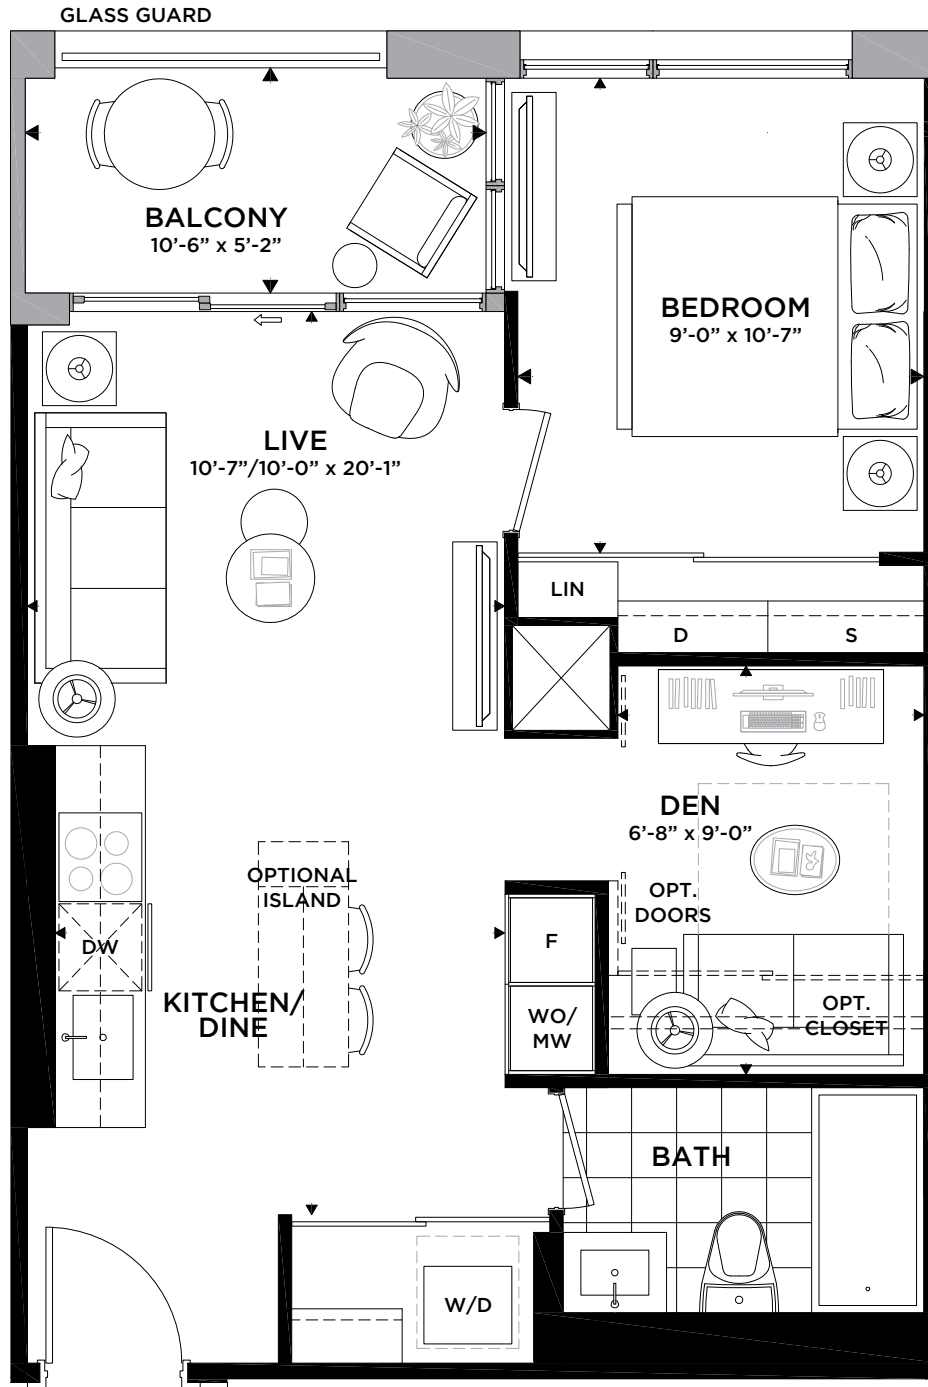 GLASS GUARD
BALCONY
10’-6” x 5’-2”
BEDROOM
9’-0” x 10’-7”
LIVE
10’-7”/10’-0” x 20’-1”
LIN
D
S
DEN
6’-8” x 9’-0”
OPTIONAL
ISLAND
OPT.
DOORS
DW
F
KITCHEN/
DINE
WO/
MW
OPT.
CLOSET
BATH
W/D